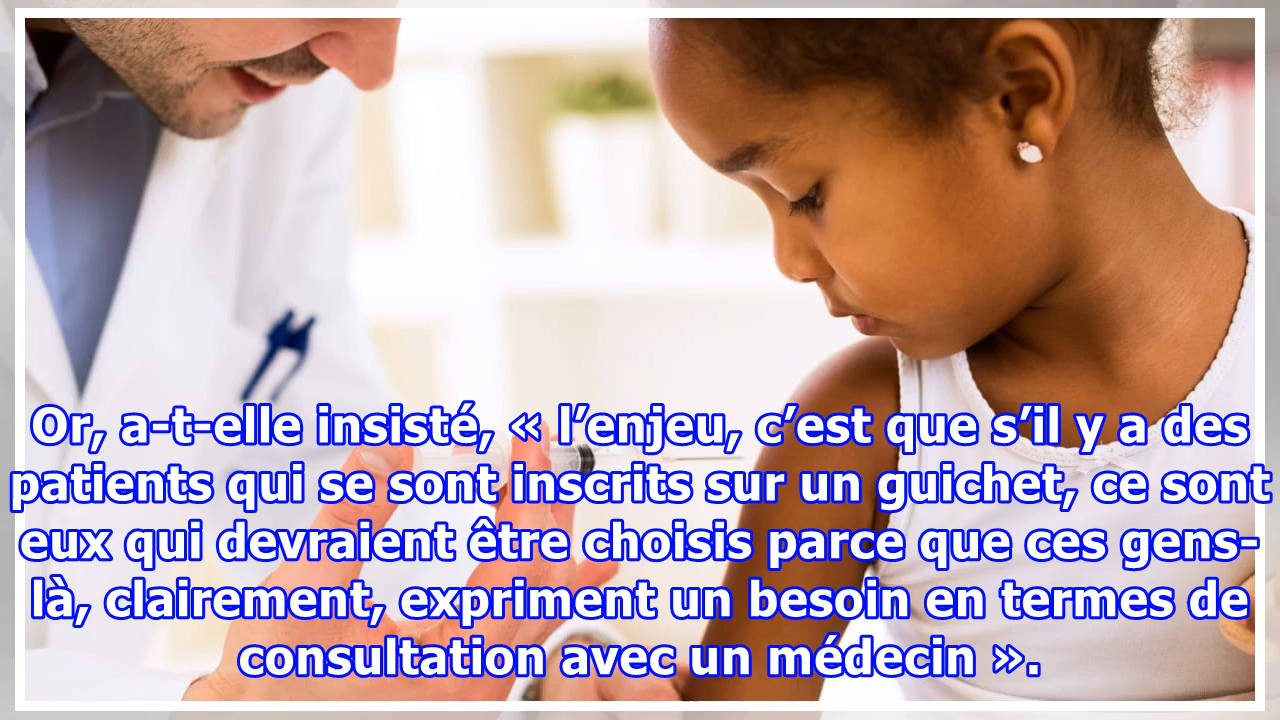 Or, a-t-elle insisté, « l’enjeu, c’est que s’il y a des
patients qui se sont inscrits sur un guichet, ce sont
eux qui devraient être choisis parce que ces gens-
là, clairement, expriment un besoin en termes de
consultation avec un médecin ».